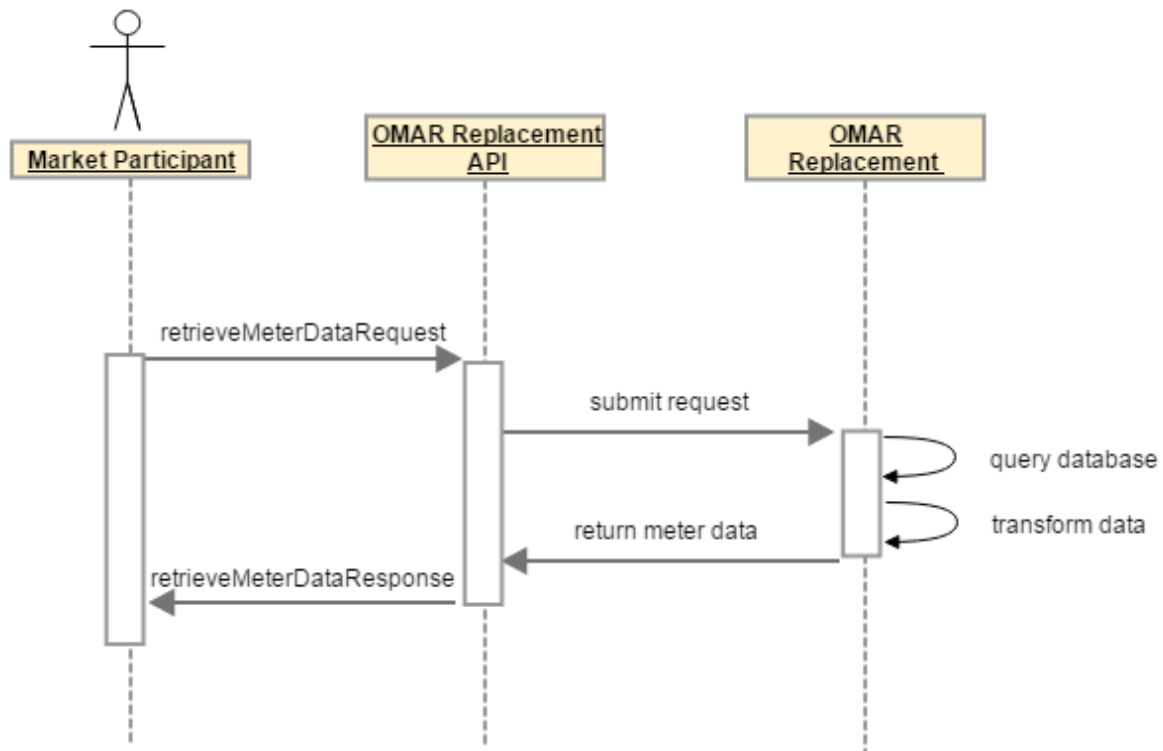 Market Participant
OMAR Replacement
API
OMAR
Replacement
retrieveMeterDataRequest
submit request
query database
transform data
return meter data
retrieveMeterDataResponse